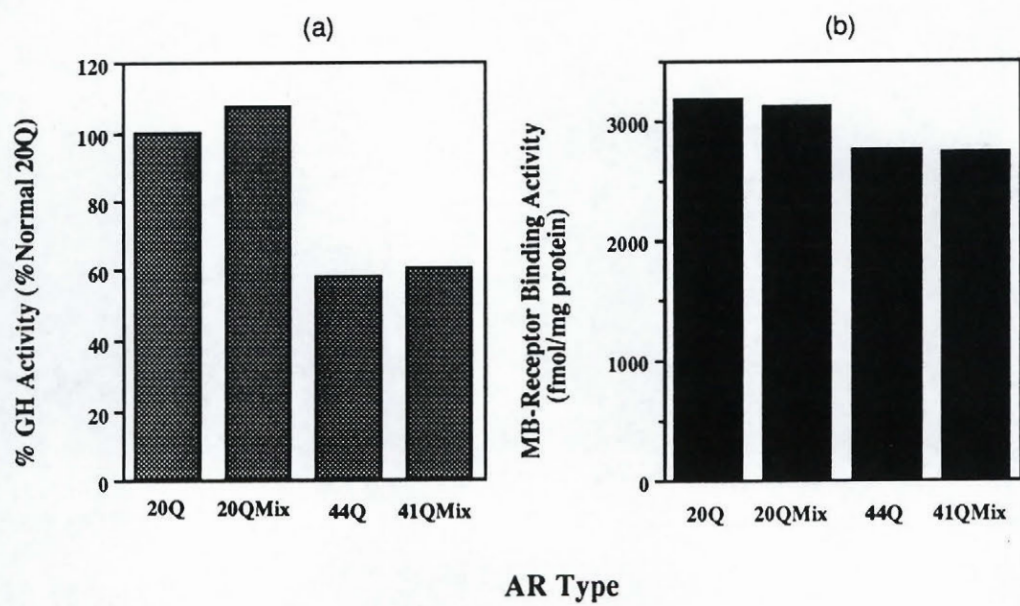 (a)
% GH Activity (%Normal 20Q)
120
100
80
60
40
20
0
20Q 20QMix 44Q 41QMix
(b)
MB-Receptor Binding Activity
(fmol/mg protein)
3000
2000
1000
0
20Q 20QMix 44Q 41QMix
AR Type